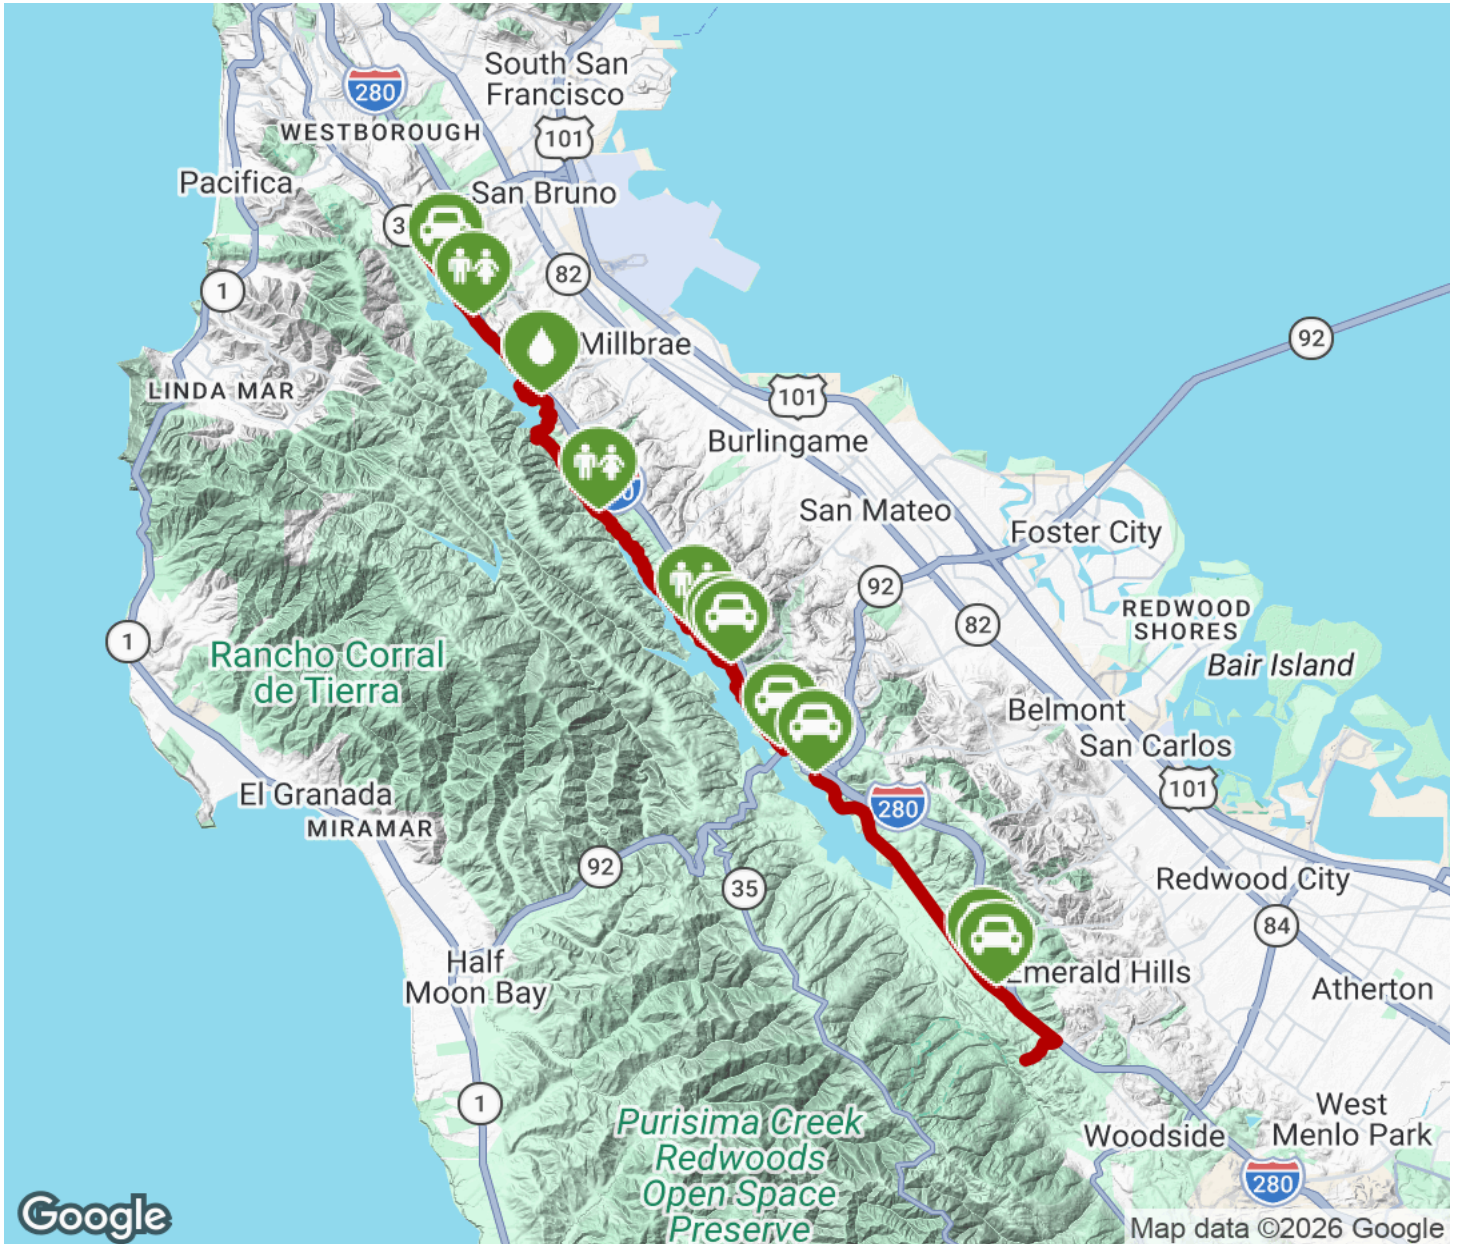 South San
Francisco
280
101
WESTBOROUGH
Pacifica
San Bruno
3
82
1
92
Millbrae
LINDA MAR
101
Burlingame
San Mateo
Foster City
92
REDWOOD
SHORES
82
1
Rancho Corral
de Tierra
Bair Island
Belmont
San Carlos
101
El Granada
MIRAMAR
280
92
35
Redwood City
84
Half
Moon Bay
Emerald Hills
Atherton
1
Purisima Creek
Redwoods
Open Space
Preserve
West
Menlo Park
Woodside
280
Google
Map data ©2026 Google